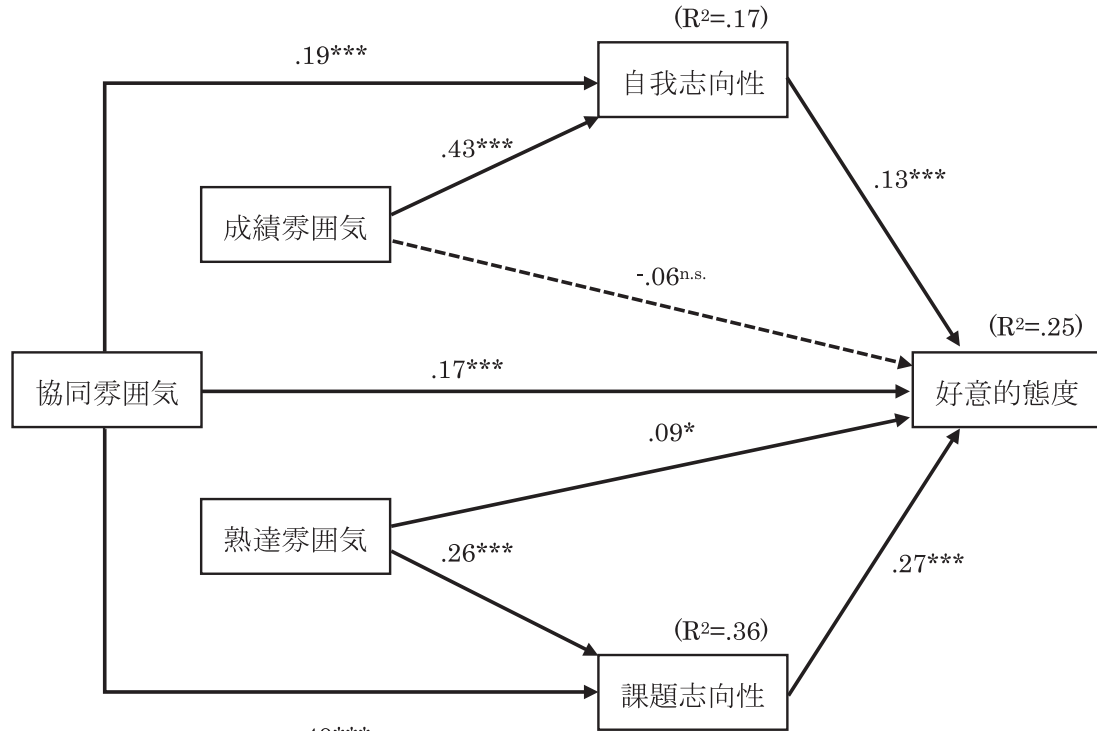 (R²=.17)
.19***
自我志向性
.43***
.13***
成績雰囲気
-.06n.s.
(R²=.25)
.17***
協同雰囲気
好意的態度
.09*
熟達雰囲気
.26***
.27***
(R²=.36)
課題志向性